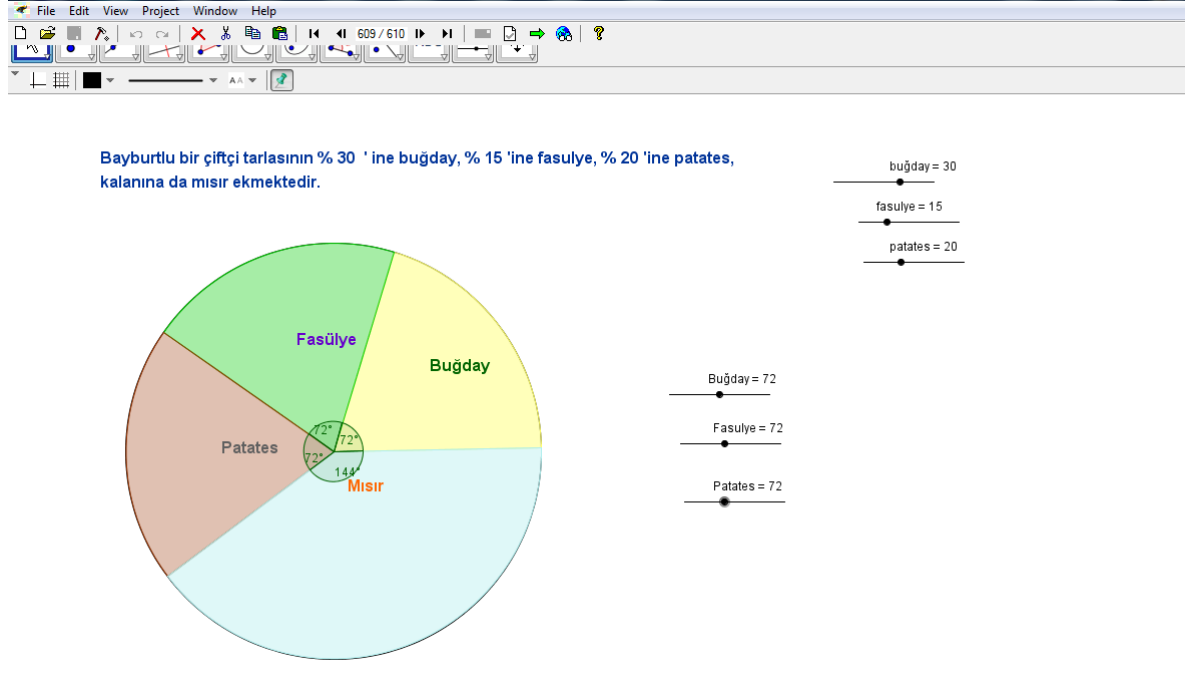 File Edit View Project Window Help
609 / 610
Bayburtlu bir çiftçi tarlasının % 30 ' ine buğday, % 15 'ine fasulye, % 20 'ine patates,
kalanına da mısır ekmektedir.
buğday = 30
fasulye = 15
patates = 20
Fasülye
Buğday
Patates
72°
72°
72°
144°
Mısır
Buğday = 72
Fasulye = 72
Patates = 72